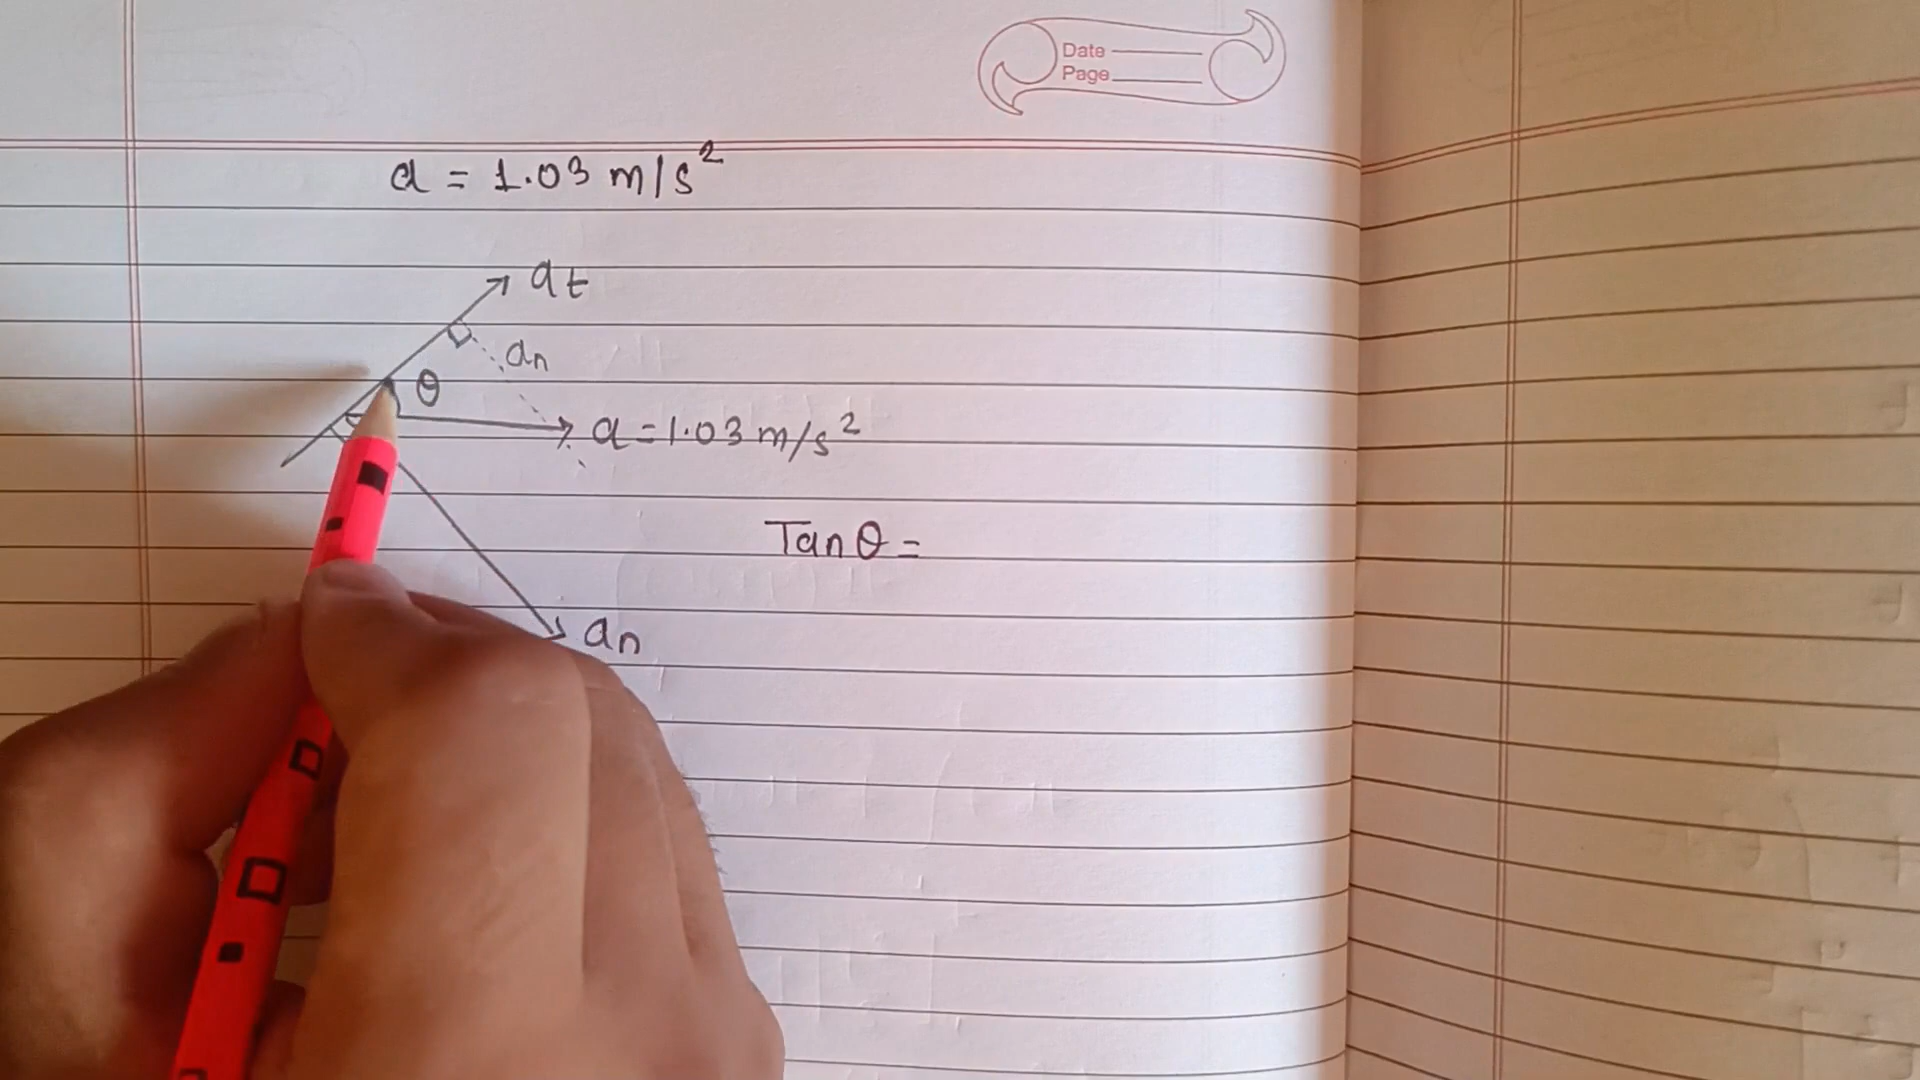 Date
Page
a = 1.03 m/s²
at
an
θ
a = 1.03 m/s²
Tan θ =
an